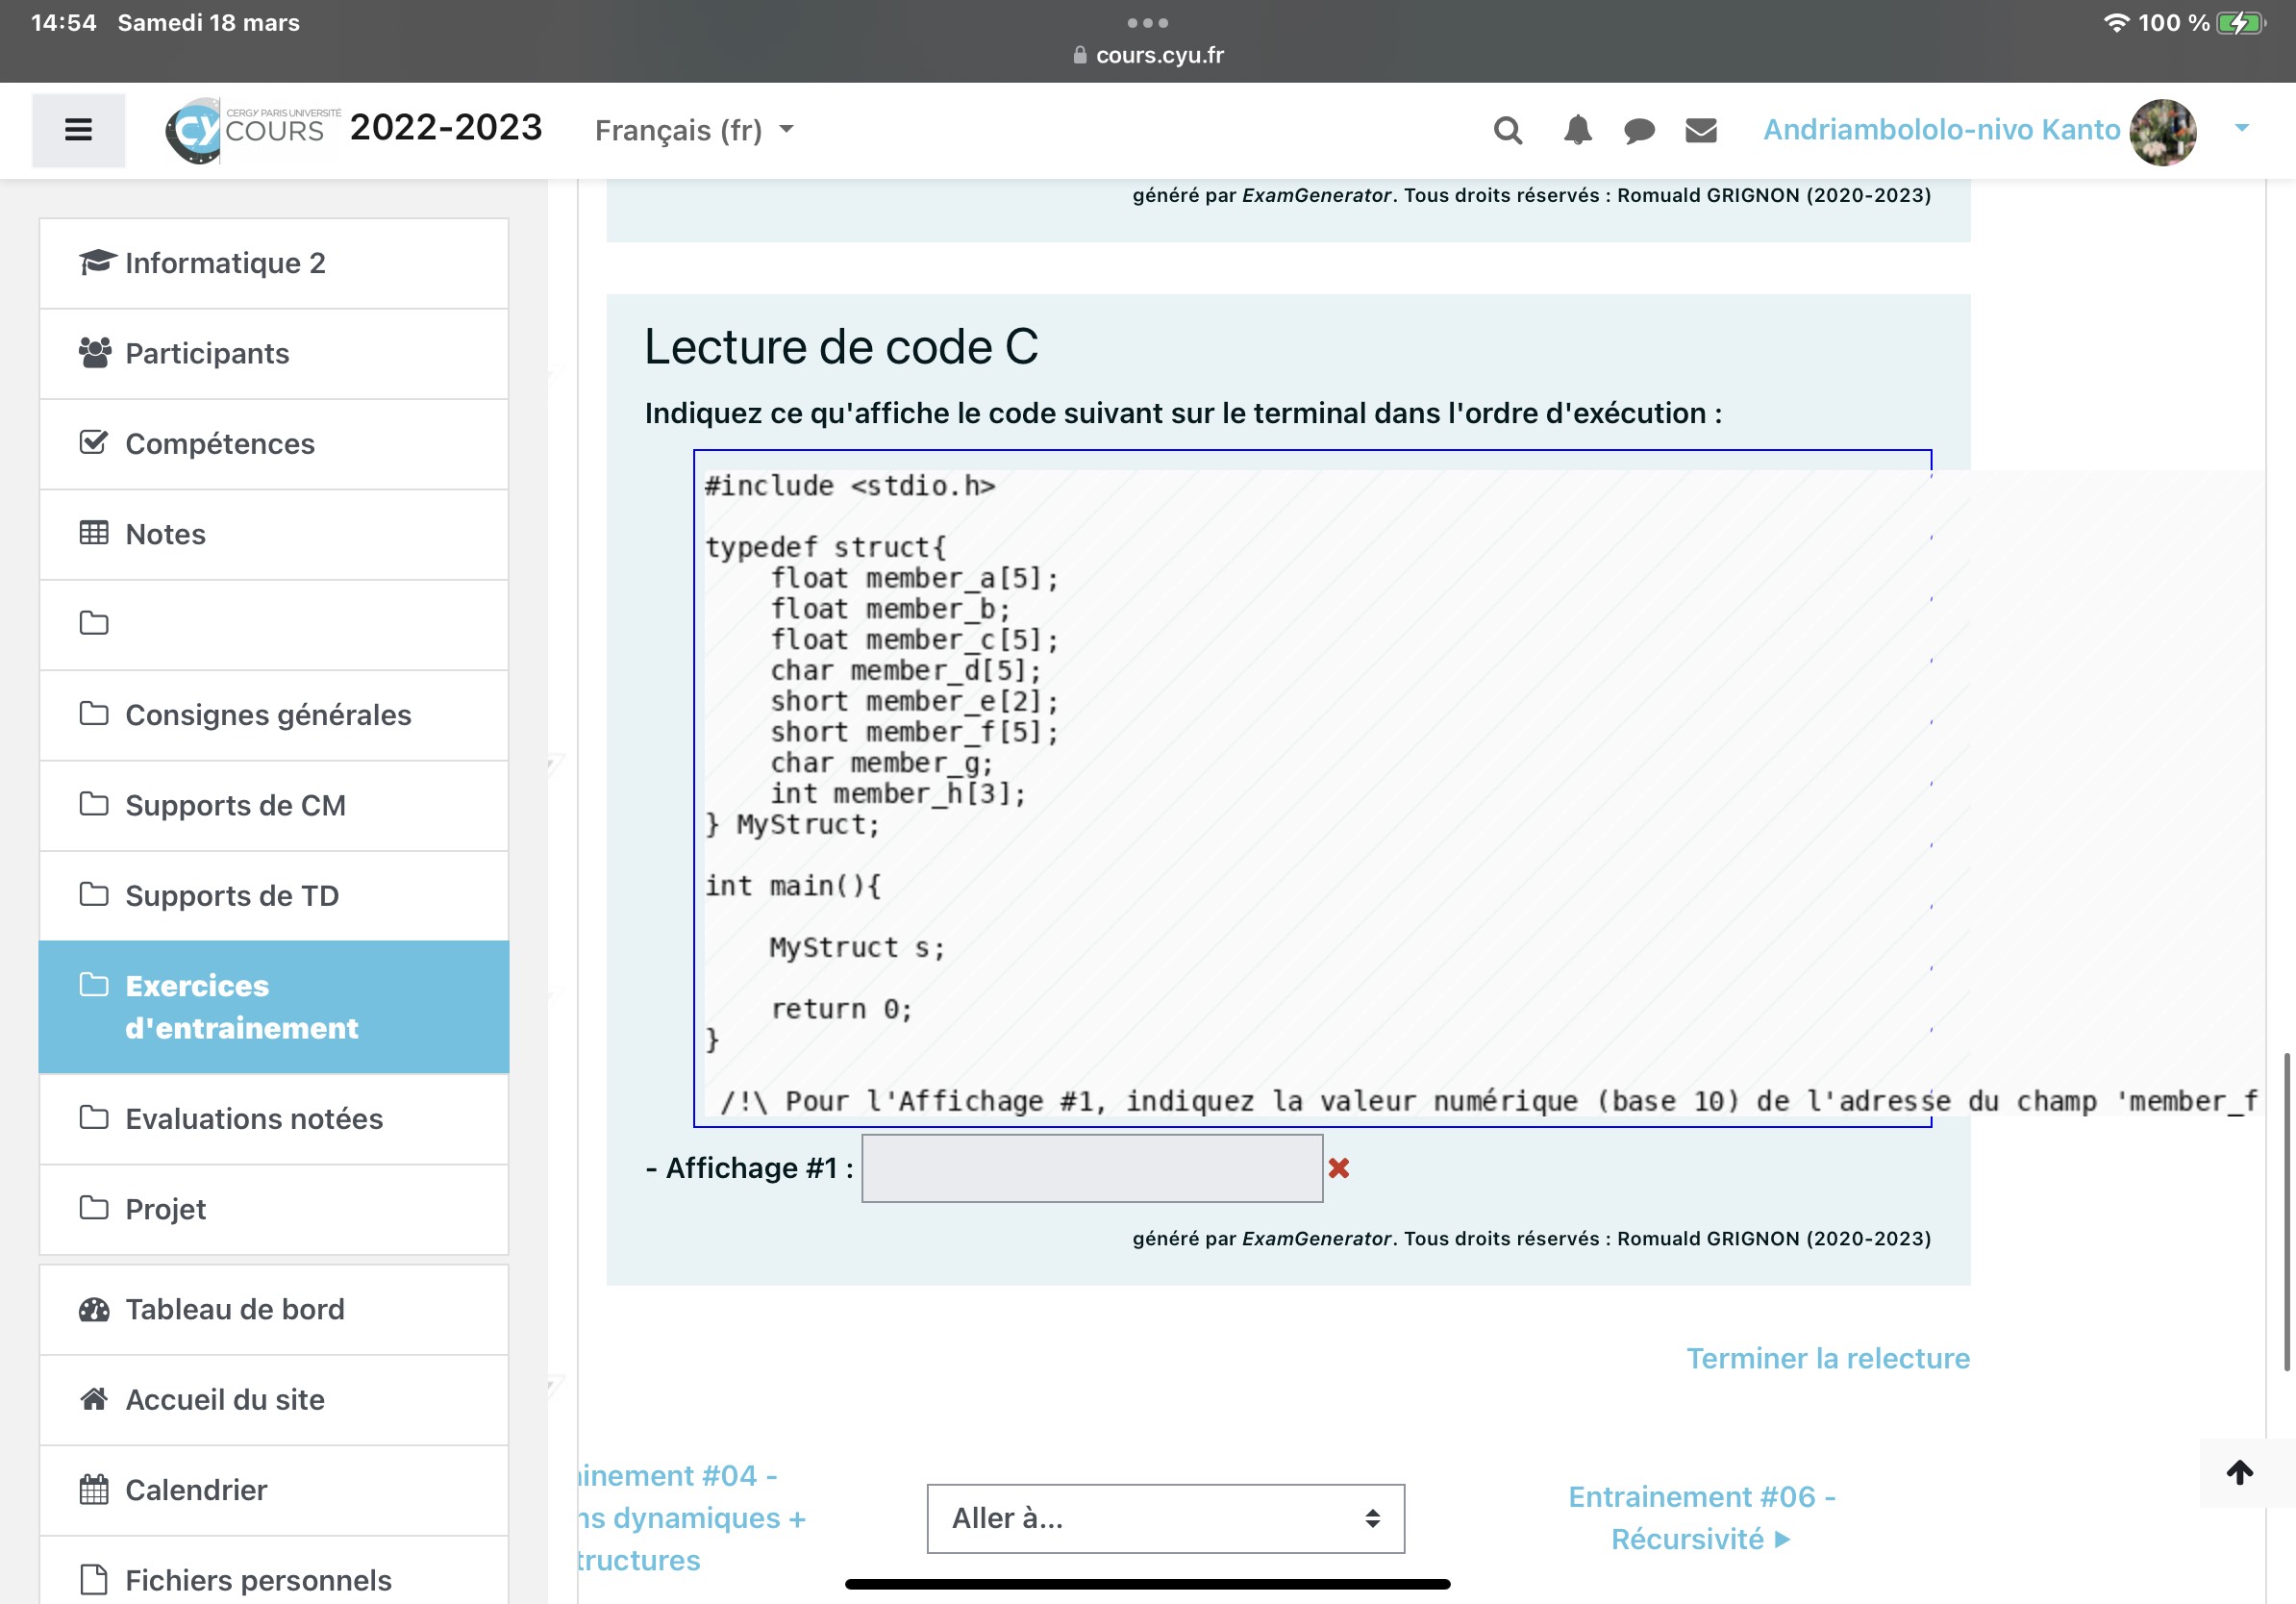 14:54 Samedi 18 mars
100 %
cours.cyu.fr
CY CERGY PARIS UNIVERSITÉ
COURS
2022-2023
Français (fr)
Andriambololo-nivo Kanto
Informatique 2
Participants
Compétences
Notes
Consignes générales
Supports de CM
Supports de TD
Exercices
d'entrainement
Evaluations notées
Projet
Tableau de bord
Accueil du site
Calendrier
Fichiers personnels
généré par ExamGenerator. Tous droits réservés : Romuald GRIGNON (2020-2023)
Lecture de code C
Indiquez ce qu'affiche le code suivant sur le terminal dans l'ordre d'exécution :
#include <stdio.h>
typedef struct{
float member_a[5];
float member_b;
float member_c[5];
char member_d[5];
short member_e[2];
short member_f[5];
char member_g;
int member_h[3];
} MyStruct;
int main(){
MyStruct s;
return 0;
}
/!\ Pour l'Affichage #1, indiquez la valeur numérique (base 10) de l'adresse du champ 'member_f
- Affichage #1 :
généré par ExamGenerator. Tous droits réservés : Romuald GRIGNON (2020-2023)
Terminer la relecture
inement #04 -
ns dynamiques +
tructures
Aller à...
Entrainement #06 -
Récursivité